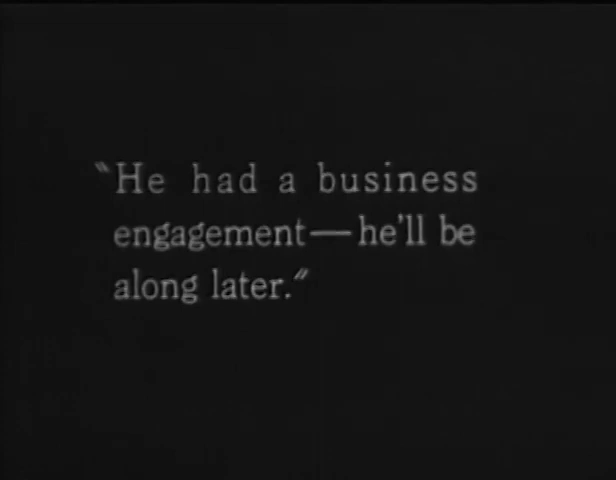 "He had a business
engagement—he'll be
along later."